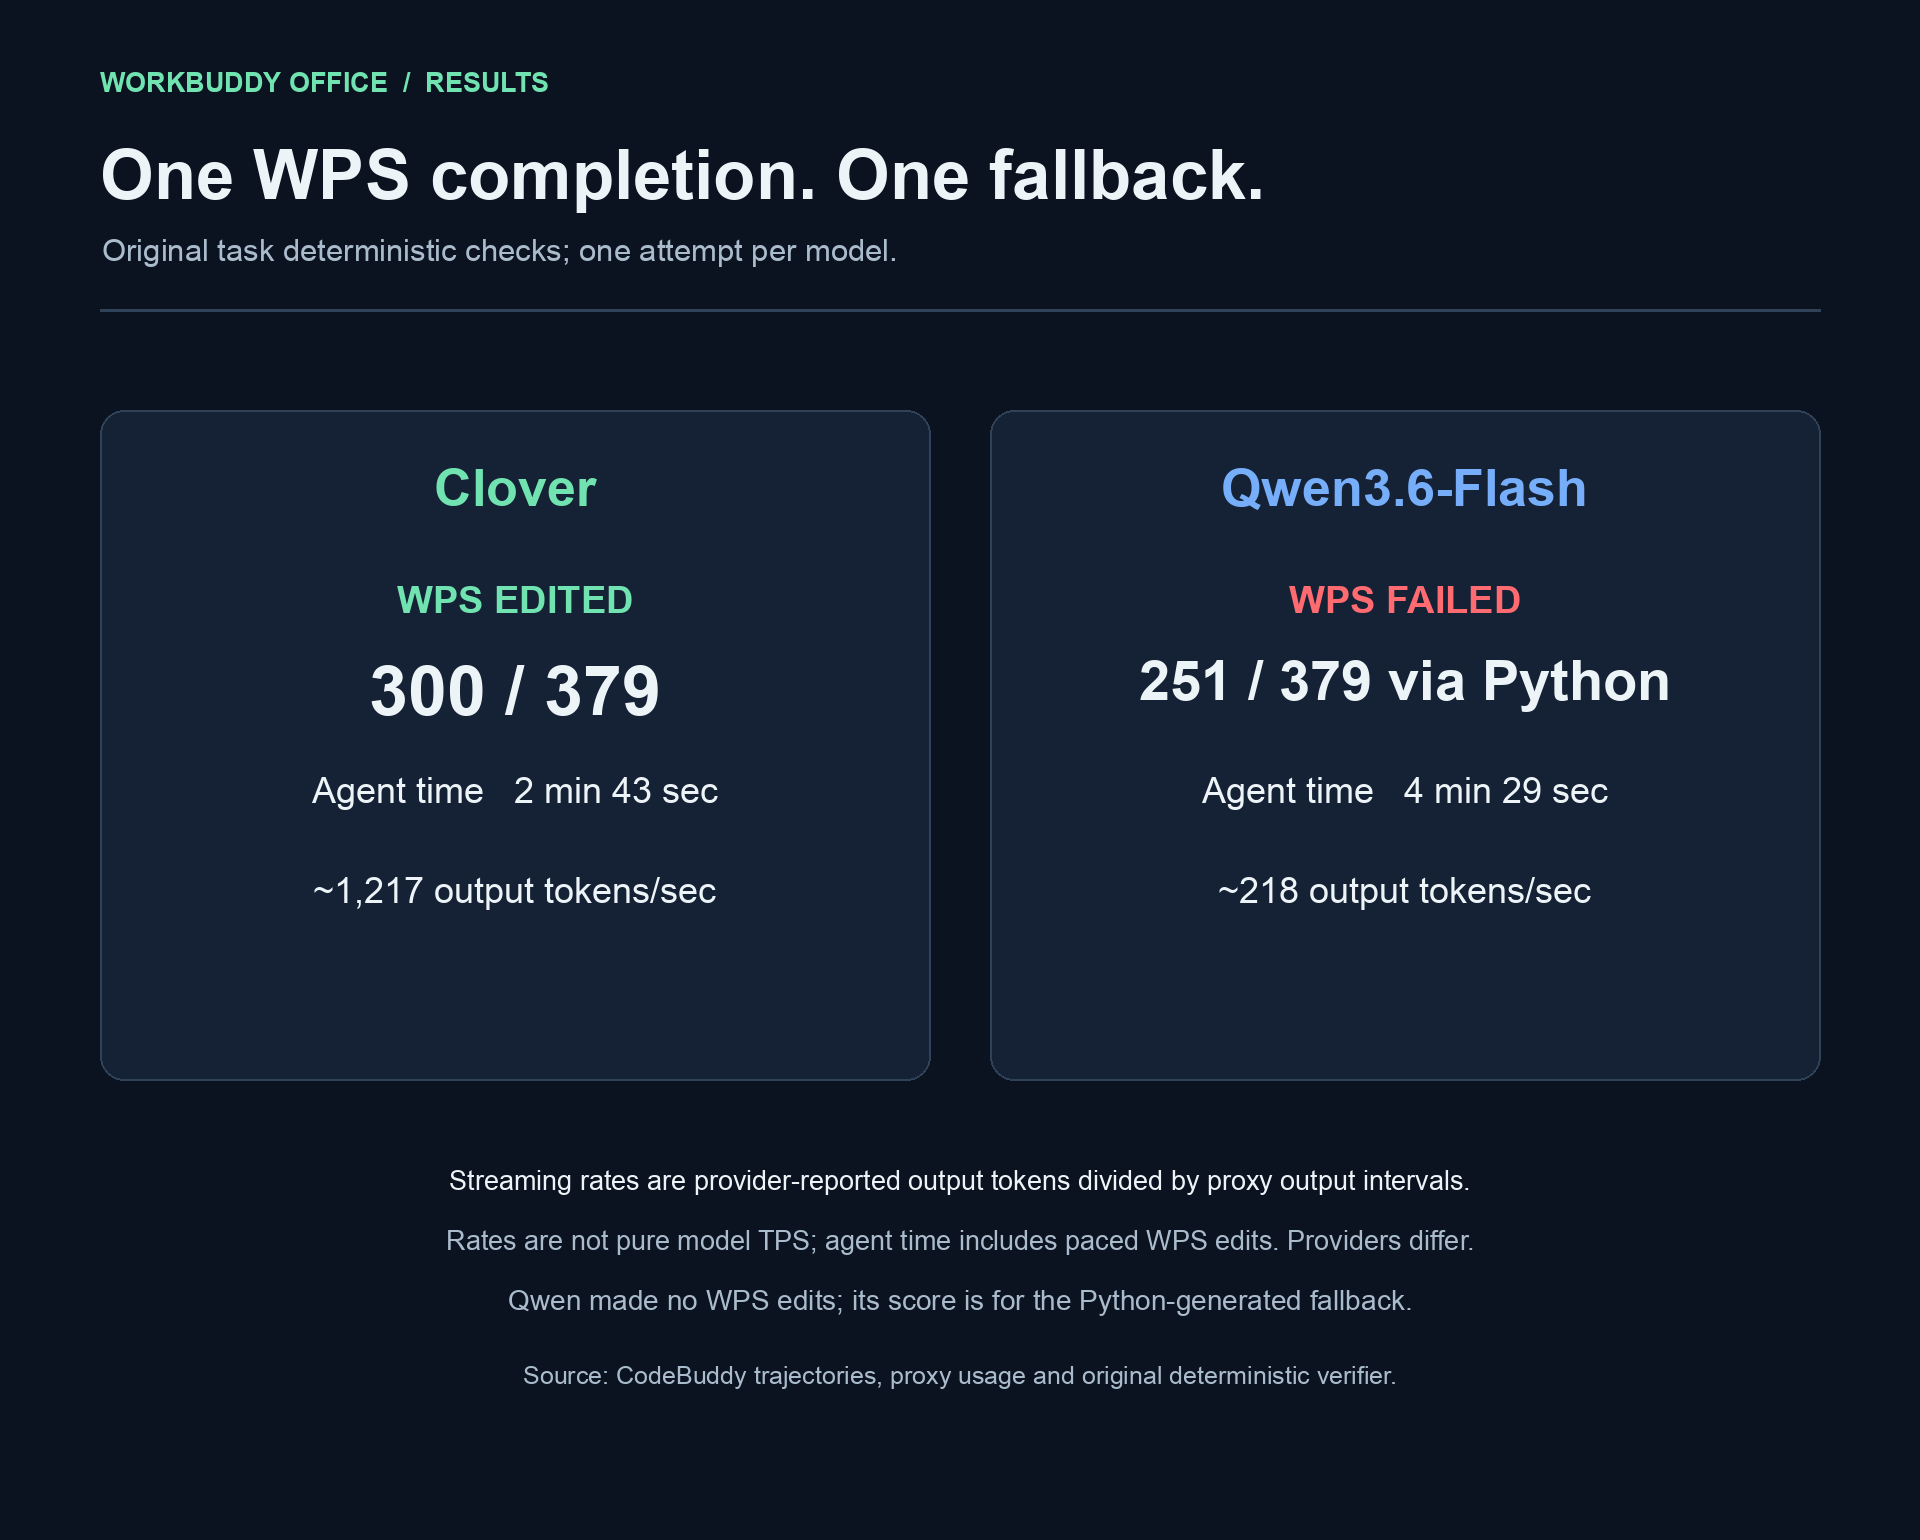 WORKBUDDY OFFICE / RESULTS
One WPS completion. One fallback.
Original task deterministic checks; one attempt per model.
Clover
WPS EDITED
300 / 379
Agent time 2 min 43 sec
~1,217 output tokens/sec
Qwen3.6-Flash
WPS FAILED
251 / 379 via Python
Agent time 4 min 29 sec
~218 output tokens/sec
Streaming rates are provider-reported output tokens divided by proxy output intervals.
Rates are not pure model TPS; agent time includes paced WPS edits. Providers differ.
Qwen made no WPS edits; its score is for the Python-generated fallback.
Source: CodeBuddy trajectories, proxy usage and original deterministic verifier.